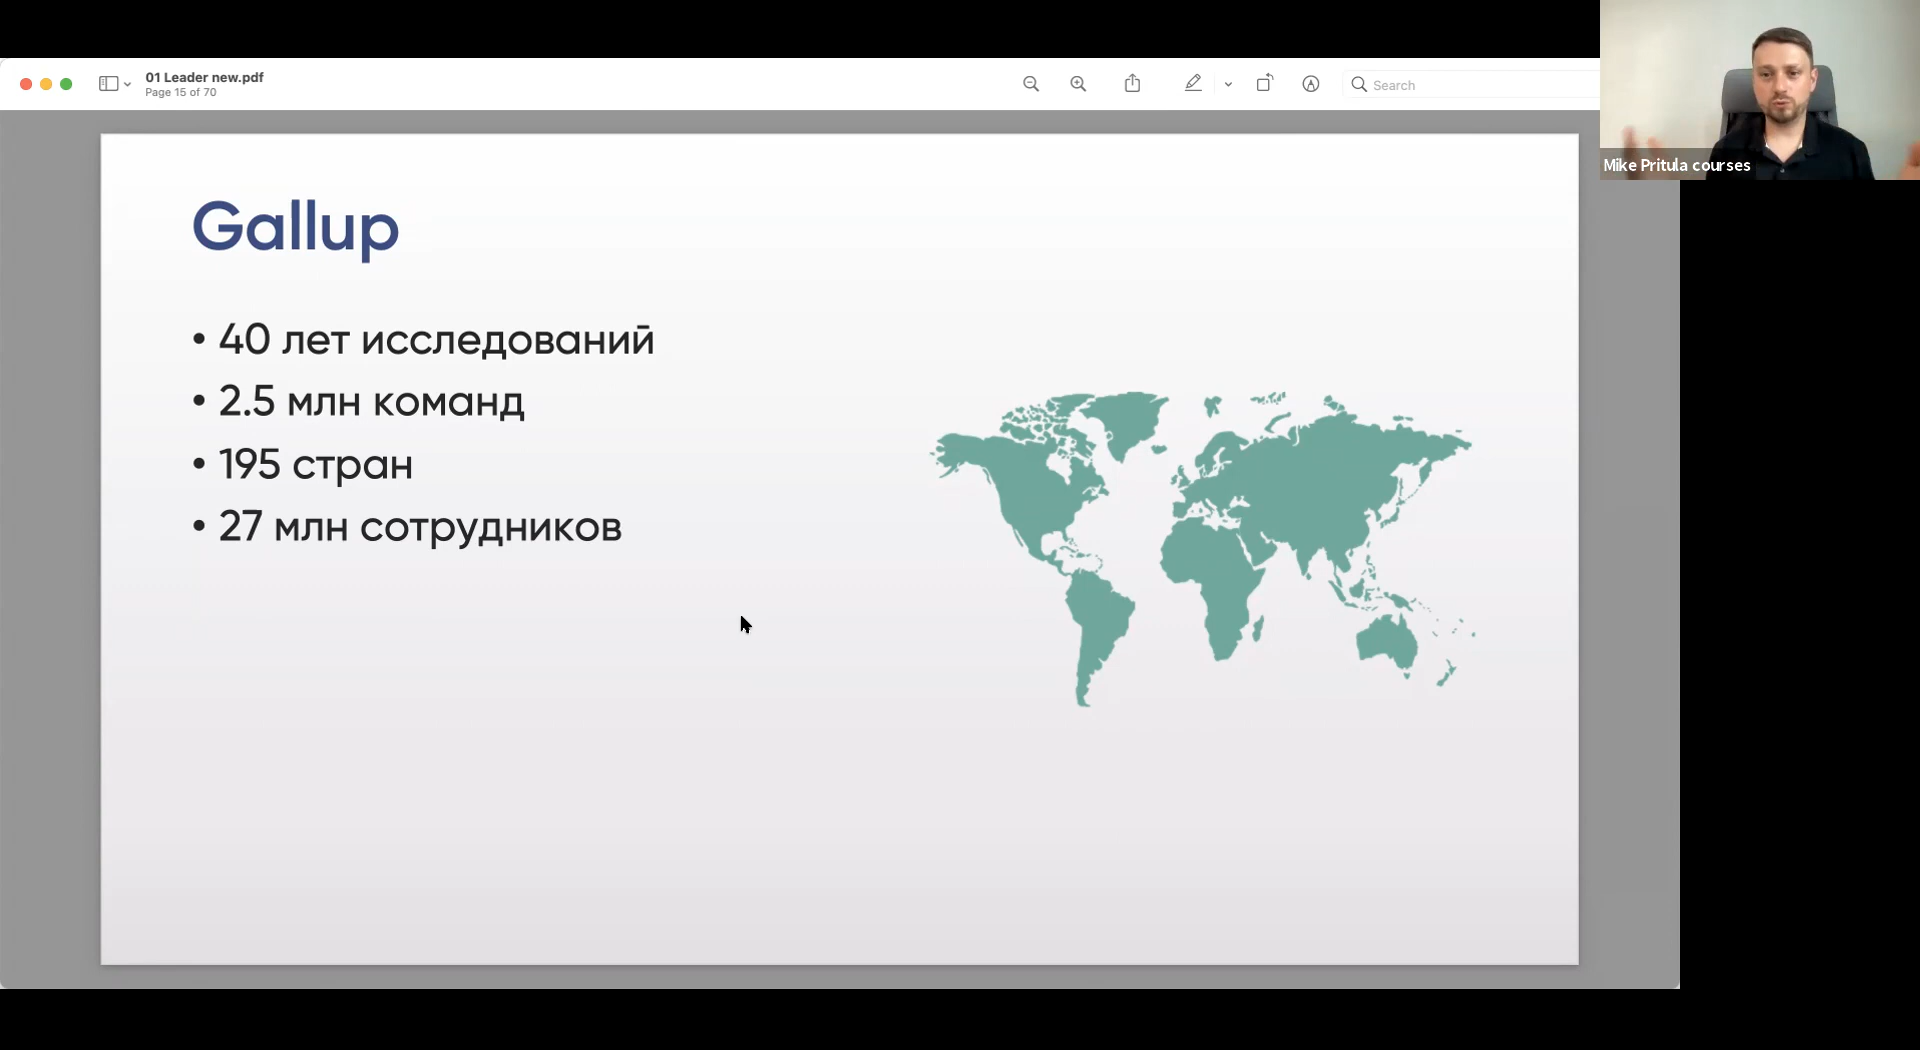 01 Leader new.pdf
Page 15 of 70
Search
Mike Pritula courses
Gallup
• 40 лет исследований
• 2.5 млн команд
• 195 стран
• 27 млн сотрудников